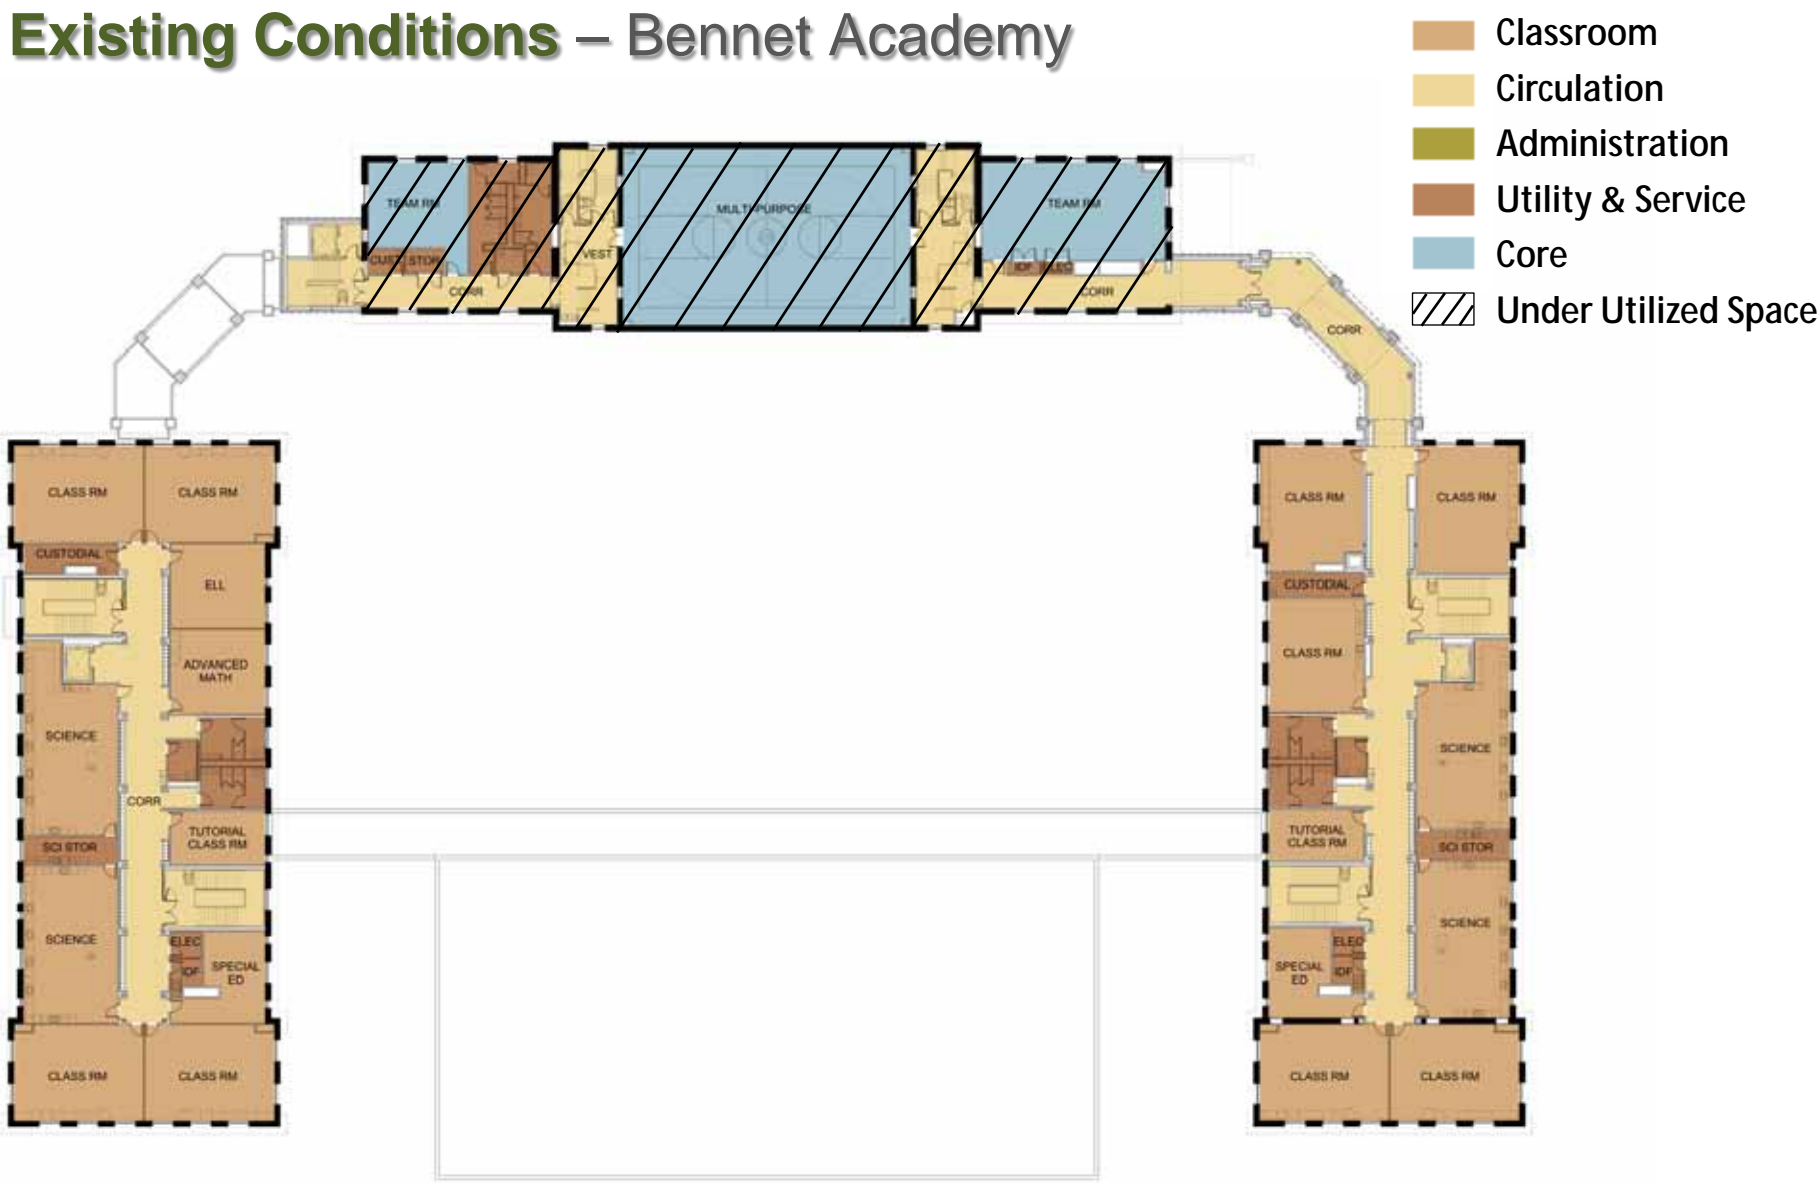 Existing Conditions – Bennet Academy
Classroom
Circulation
Administration
Utility & Service
Core
Under Utilized Space
TEAM RM
CUST
STOR
CORR
VEST
MULTI-PURPOSE
TEAM RM
IDF
ELEC
CORR
CORR
CLASS RM
CLASS RM
CUSTODIAL
ELL
ADVANCED
MATH
SCIENCE
CORR
TUTORIAL
CLASS RM
SCI STOR
SCIENCE
ELEC
IDF
SPECIAL
ED
CLASS RM
CLASS RM
CLASS RM
CLASS RM
CUSTODIAL
CLASS RM
SCIENCE
TUTORIAL
CLASS RM
SCI STOR
SCIENCE
ELEC
IDF
SPECIAL
ED
CLASS RM
CLASS RM